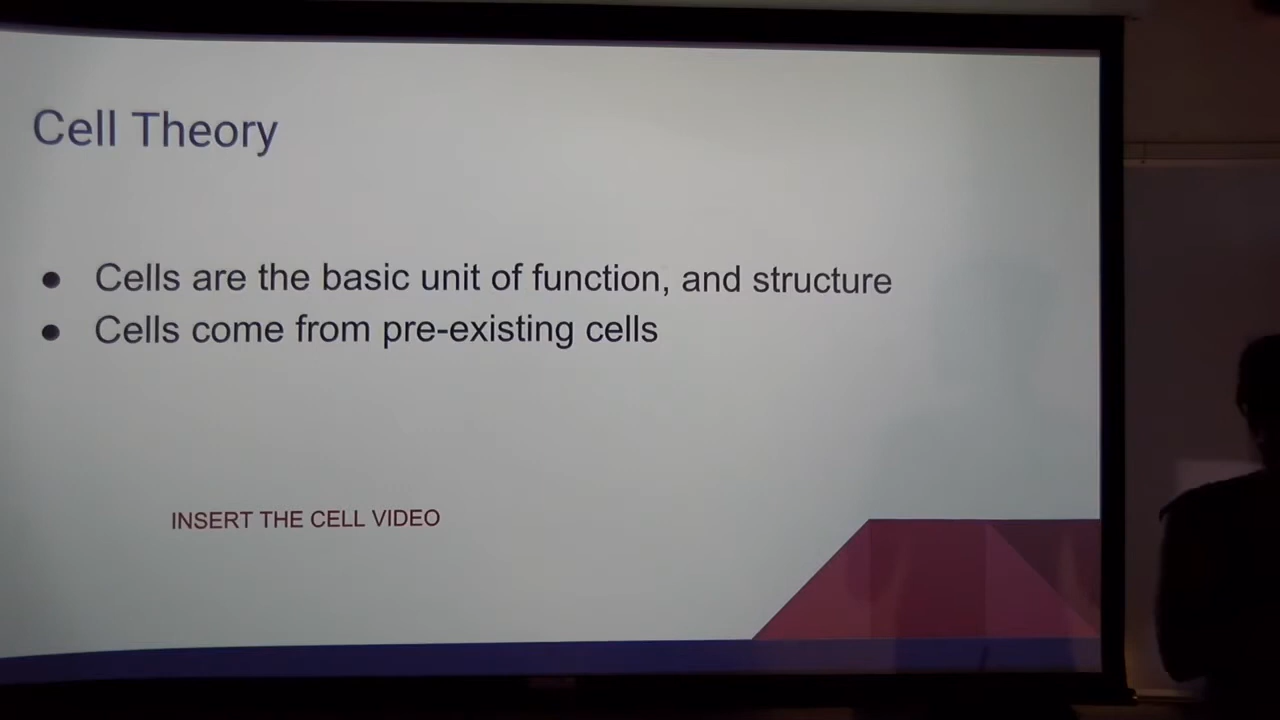 Cell Theory
● Cells are the basic unit of function, and structure
● Cells come from pre-existing cells
INSERT THE CELL VIDEO